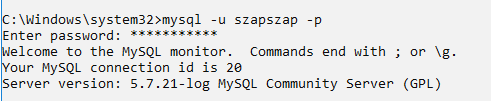 C:\Windows\system32>mysql -u szapszap -p
Enter password: ***********
Welcome to the MySQL monitor.  Commands end with ; or \g.
Your MySQL connection id is 20
Server version: 5.7.21-log MySQL Community Server (GPL)